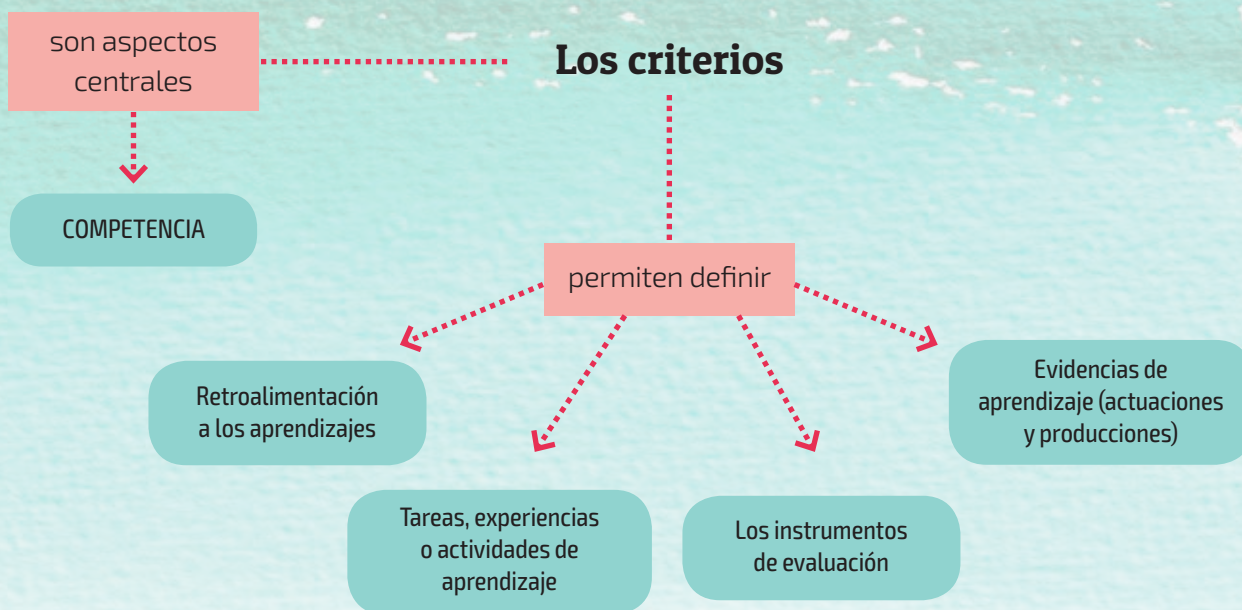 son aspectos
centrales
Los criterios
COMPETENCIA
permiten definir
Retroalimentación
a los aprendizajes
Tareas, experiencias
o actividades de
aprendizaje
Los instrumentos
de evaluación
Evidencias de
aprendizaje (actuaciones
y producciones)